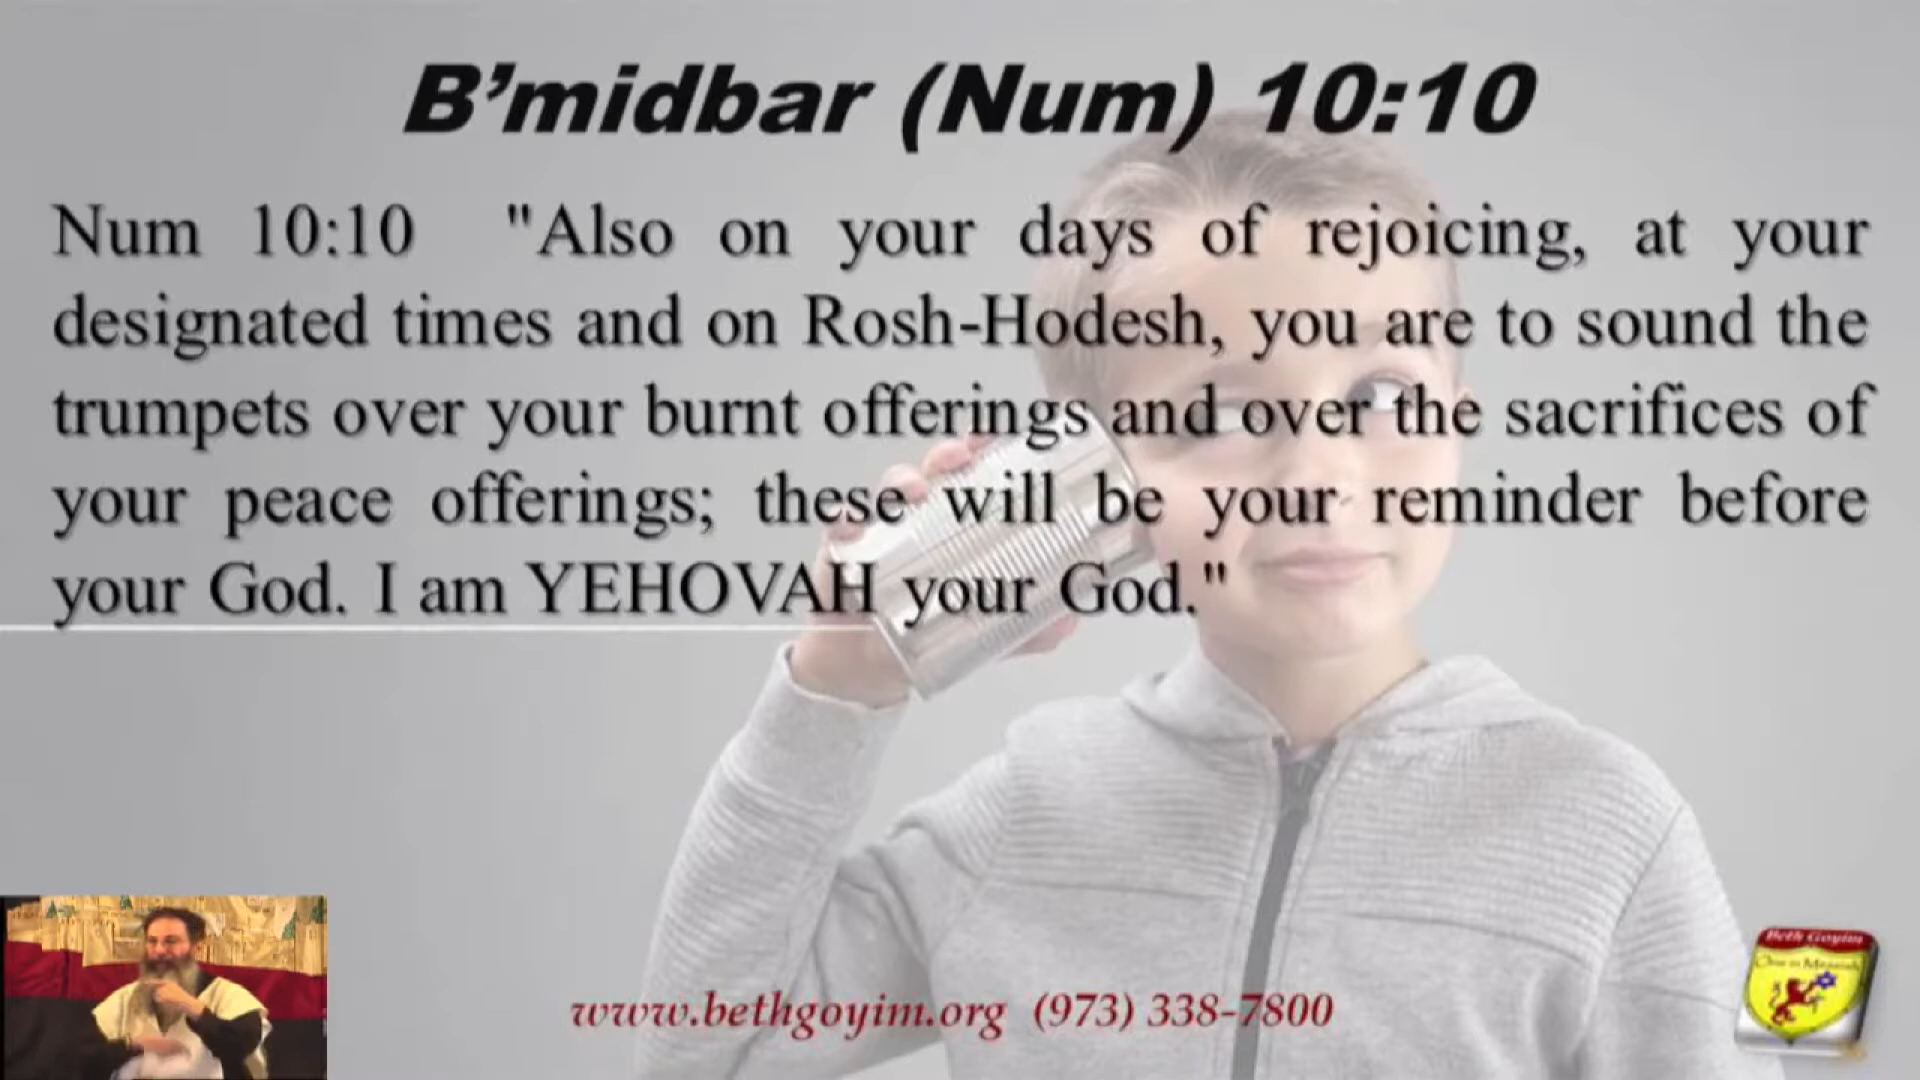 B’midbar (Num) 10:10
Num 10:10 "Also on your days of rejoicing, at your
designated times and on Rosh-Hodesh, you are to sound the
trumpets over your burnt offerings and over the sacrifices of
your peace offerings; these will be your reminder before
your God. I am YEHOVAH your God."
www.bethgoyim.org (973) 338-7800
Beth Goyim
One in Messiah